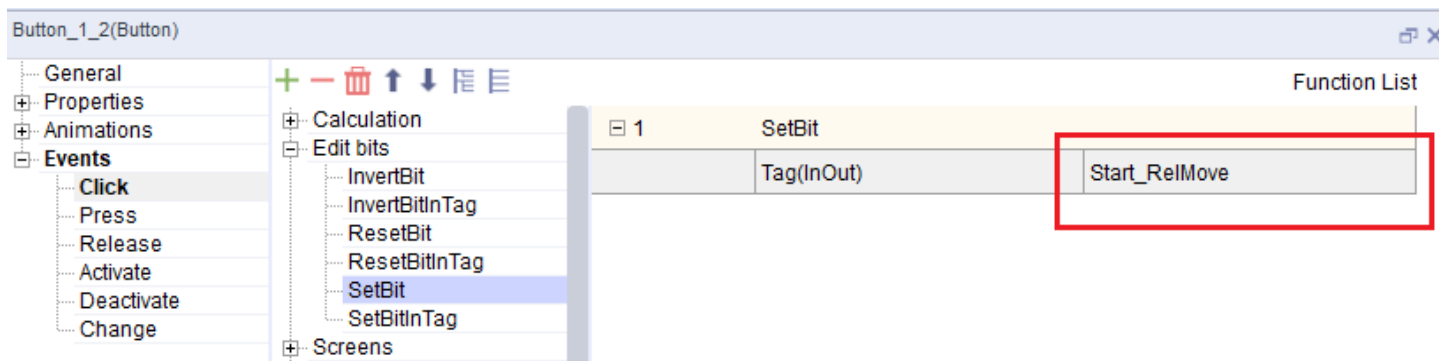 Button_1_2(Button)
General
Properties
Animations
Events
Click
Press
Release
Activate
Deactivate
Change
Function List
Calculation
Edit bits
InvertBit
InvertBitInTag
ResetBit
ResetBitInTag
SetBit
SetBitInTag
Screens
1 SetBit
Tag(InOut) Start_RelMove